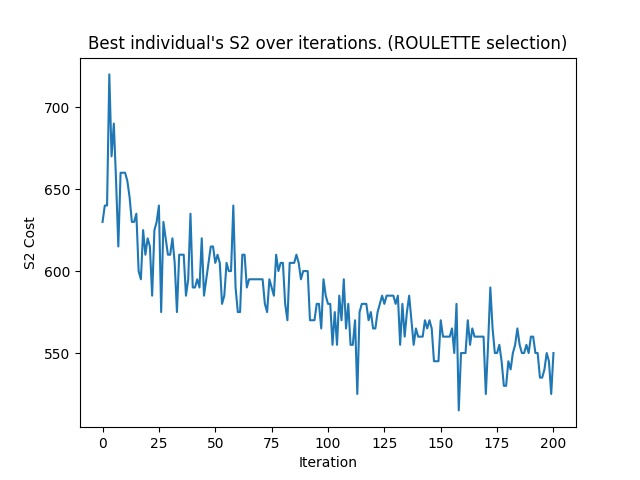 Best individual's S2 over iterations. (ROULETTE selection)
700
650
600
550
S2 Cost
0 25 50 75 100 125 150 175 200
Iteration